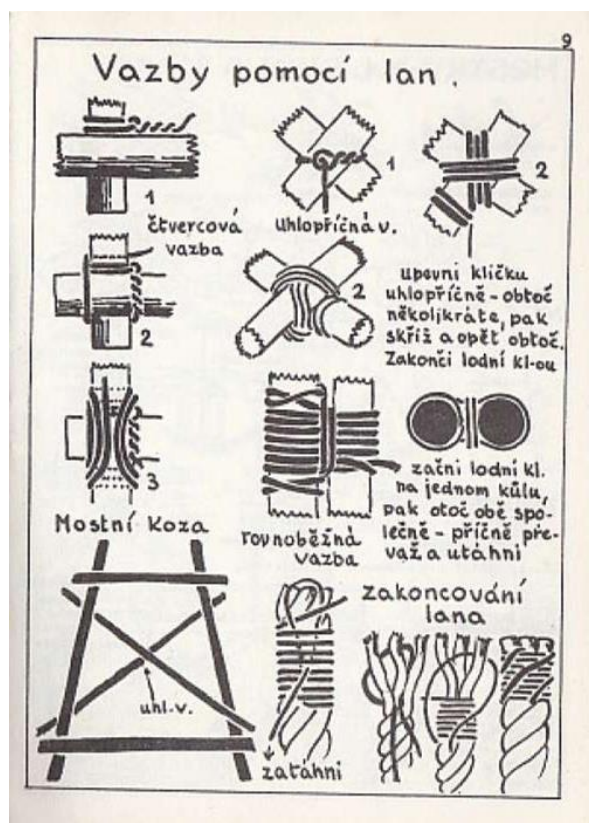 9
Vazby pomocí lan.
1
čtvercová
vazba
2
3
1
uhlopříčná v.
2
2
upevni kličku
uhlopříčně - obtoč
několikráte, pak
skříž a opět obtoč.
Zakonči lodní kl-ou
rovnoběžná
vazba
začni lodní kl.
na jednom kůlu,
pak otoč obě spo-
lečně - příčně pře-
važ a utáhni
Mostní koza
uhl.v.
zakoncování
lana
zatáhni